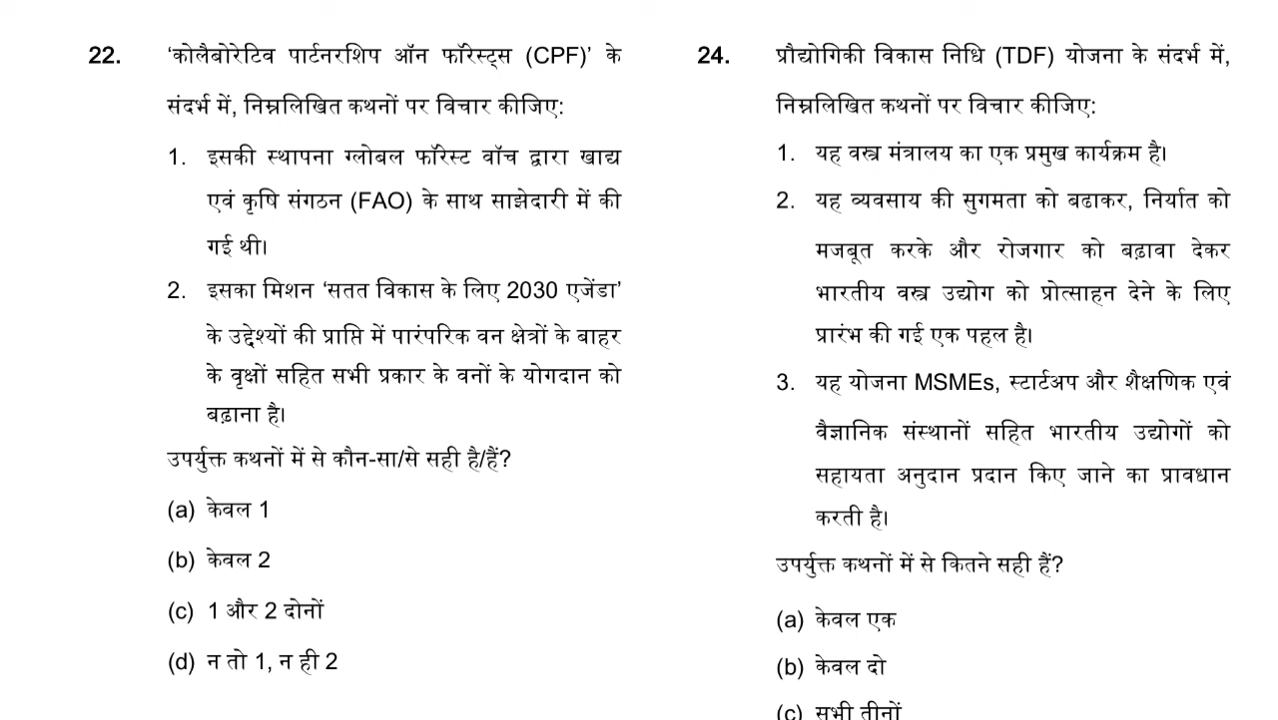 22. ‘कोलैबोरेटिव पार्टनरशिप ऑन फॉरेस्ट्स (CPF)’ के
संदर्भ में, निम्नलिखित कथनों पर विचार कीजिए:
1. इसकी स्थापना ग्लोबल फॉरेस्ट वॉच द्वारा खाद्य
एवं कृषि संगठन (FAO) के साथ साझेदारी में की
गई थी।
2. इसका मिशन ‘सतत विकास के लिए 2030 एजेंडा’
के उद्देश्यों की प्राप्ति में पारंपरिक वन क्षेत्रों के बाहर
के वृक्षों सहित सभी प्रकार के वनों के योगदान को
बढ़ाना है।
उपर्युक्त कथनों में से कौन-सा/से सही है/हैं?
(a) केवल 1
(b) केवल 2
(c) 1 और 2 दोनों
(d) न तो 1, न ही 2
24. प्रौद्योगिकी विकास निधि (TDF) योजना के संदर्भ में,
निम्नलिखित कथनों पर विचार कीजिए:
1. यह वस्त्र मंत्रालय का एक प्रमुख कार्यक्रम है।
2. यह व्यवसाय की सुगमता को बढाकर, निर्यात को
मजबूत करके और रोजगार को बढ़ावा देकर
भारतीय वस्त्र उद्योग को प्रोत्साहन देने के लिए
प्रारंभ की गई एक पहल है।
3. यह योजना MSMEs, स्टार्टअप और शैक्षणिक एवं
वैज्ञानिक संस्थानों सहित भारतीय उद्योगों को
सहायता अनुदान प्रदान किए जाने का प्रावधान
करती है।
उपर्युक्त कथनों में से कितने सही हैं?
(a) केवल एक
(b) केवल दो
(c) सभी तीनों